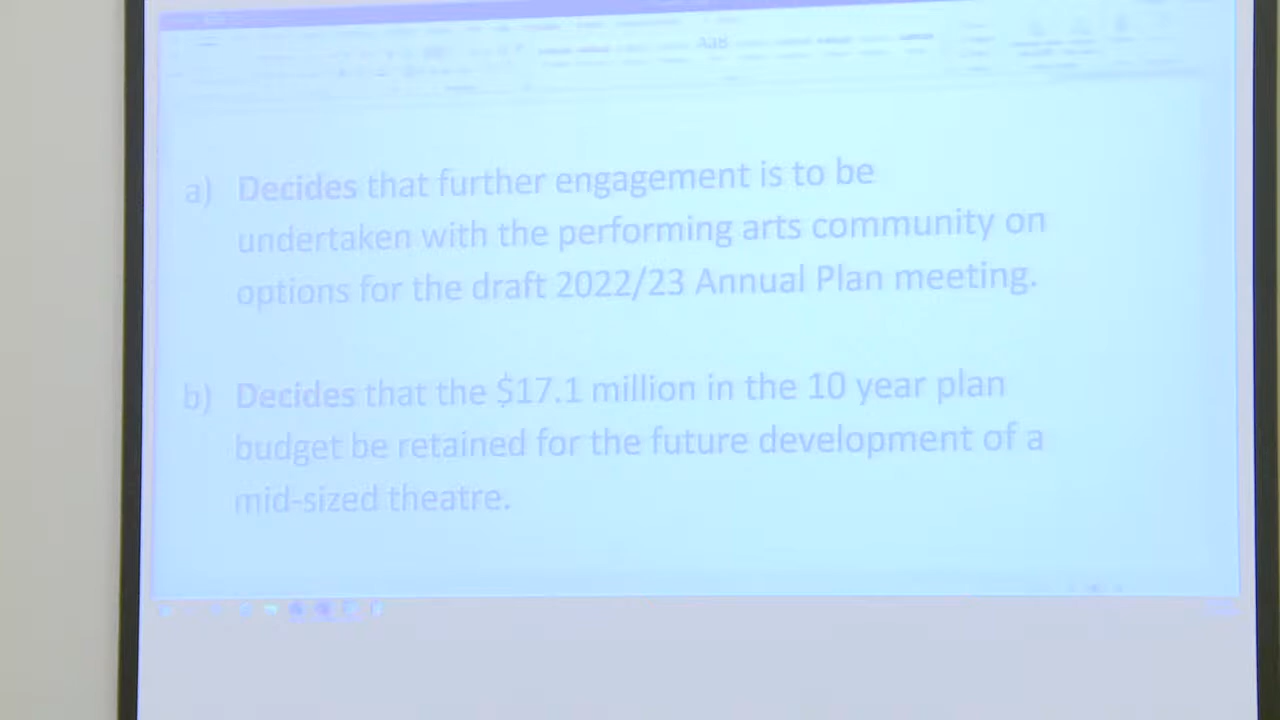 AaB
a) Decides that further engagement is to be
undertaken with the performing arts community on
options for the draft 2022/23 Annual Plan meeting.
b) Decides that the $17.1 million in the 10 year plan
budget be retained for the future development of a
mid-sized theatre.